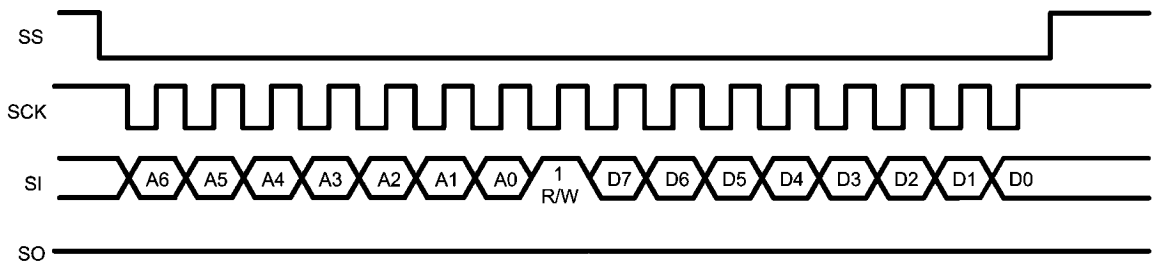 SS
SCK
SI A6 A5 A4 A3 A2 A1 A0 1 D7 D6 D5 D4 D3 D2 D1 D0
R/W
SO